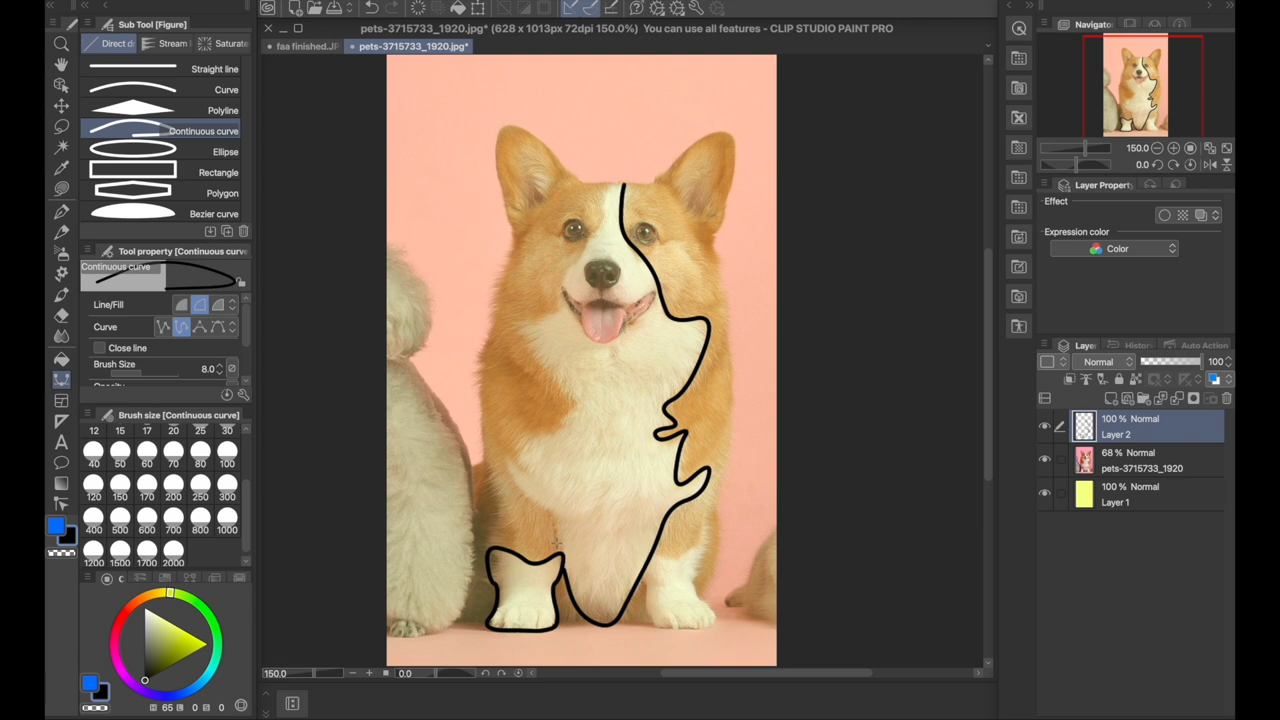 Sub Tool [Figure]
pets-3715733_1920.jpg* (628 x 1013px 72dpi 150.0%) You can use all features - CLIP STUDIO PAINT PRO
Navigator
Direct d
Stream
Saturate
faa finished.J
pets-3715733_1920.jpg*
Straight line
Curve
Polyline
Continuous curve
Ellipse
Rectangle
Polygon
Bezier curve
150.0
0.0
Layer Property
Effect
Expression color
Color
Tool property [Continuous curve
Continuous curve
Line/Fill
Curve
Close line
Brush Size
8.0
Opacity
Layer
Histor
Auto Action
Normal
100
100 % Normal
Layer 2
68 % Normal
pets-3715733_1920
100 % Normal
Layer 1
Brush size [Continuous curve]
12 15 17 20 25 30
40 50 60 70 80 100
120 150 170 200 250 300
400 500 600 700 800 1000
1200 1500 1700 2000
C
A
150.0
0.0
H 65 S 0 V 0